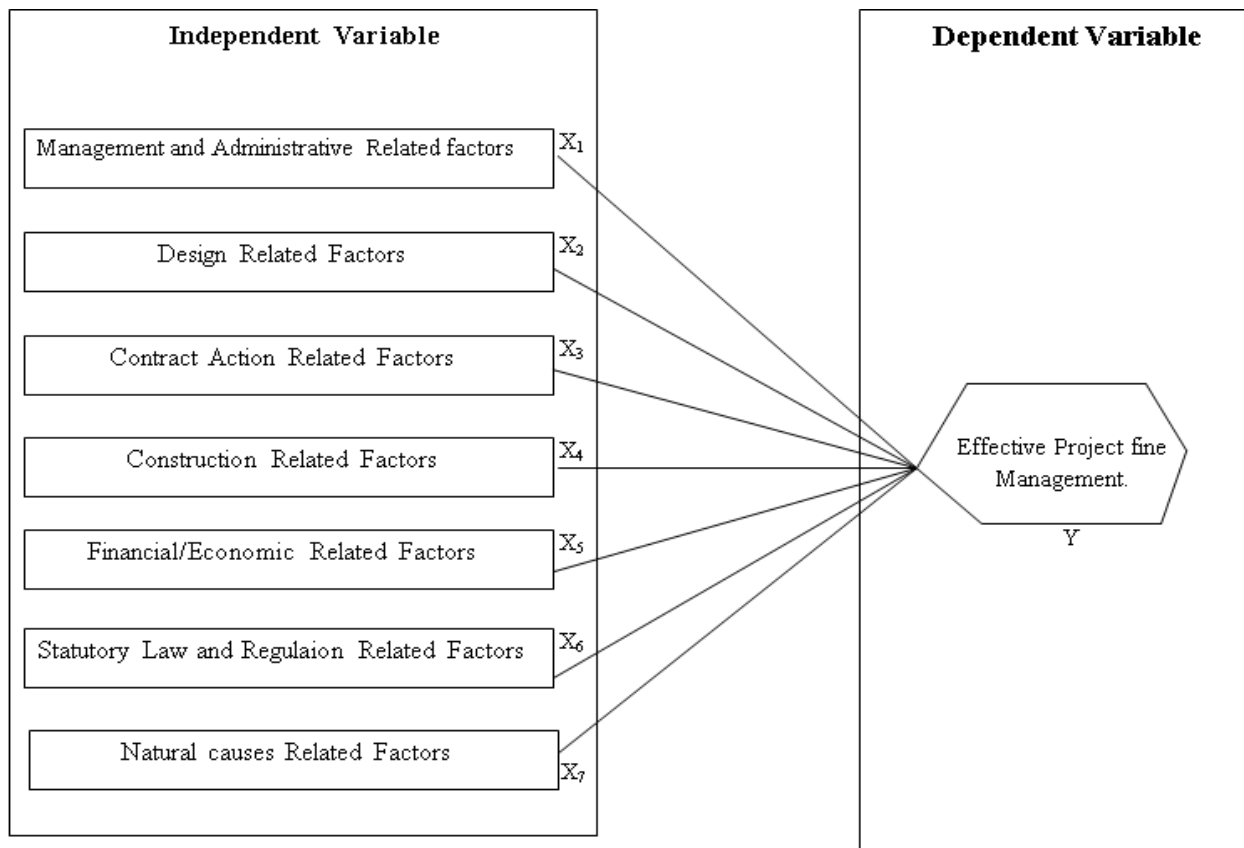 Independent Variable
Dependent Variable
Management and Administrative Related factors
X₁
Design Related Factors
X₂
Contract Action Related Factors
X₃
Construction Related Factors
X₄
Financial/Economic Related Factors
X₅
Statutory Law and Regulaion Related Factors
X₆
Natural causes Related Factors
X₇
Effective Project fine
Management.
Y